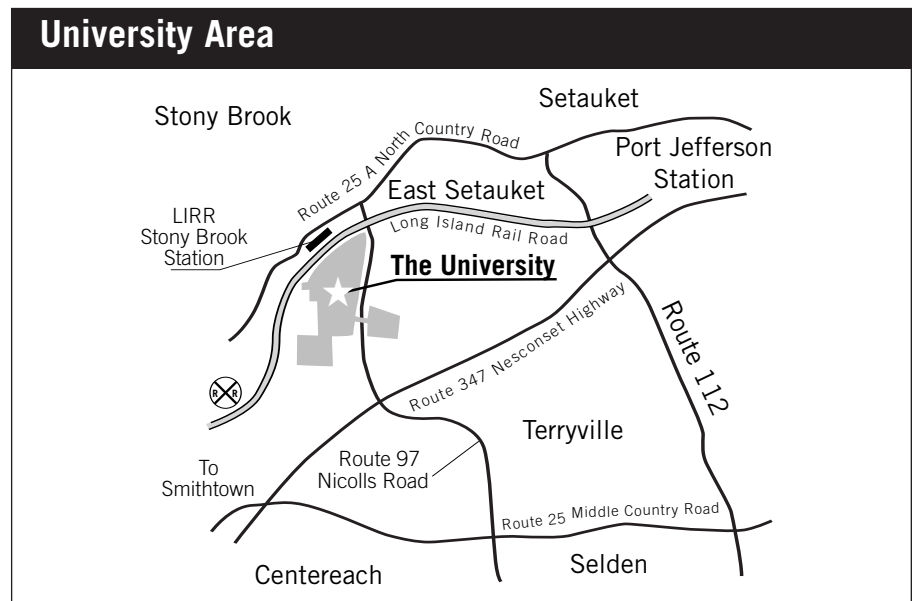 University Area
Setauket
Stony Brook
Route 25 A North Country Road
Port Jefferson
Station
East Setauket
LIRR
Stony Brook
Station
Long Island Rail Road
The University
Route 347 Nesconset Highway
Route 112
R R
Terryville
To
Smithtown
Route 97
Nicolls Road
Route 25 Middle Country Road
Selden
Centereach